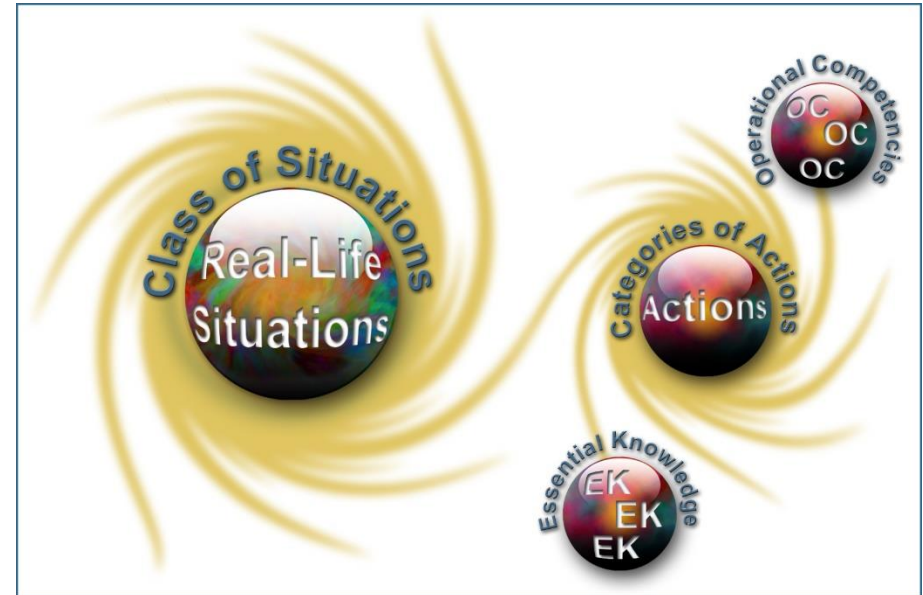 Class of Situations
Real-Life
Situations
Operational Competencies
OC
OC
OC
Categories of Actions
Actions
Essential Knowledge
EK
EK
EK